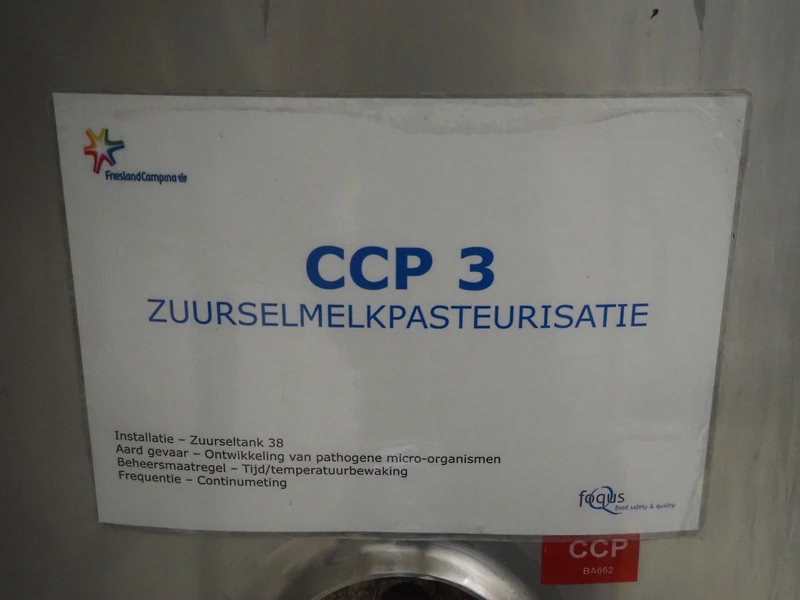 FrieslandCampina
CCP 3
ZUURSELMELKPASTEURISATIE
Installatie – Zuurseltank 38
Aard gevaar – Ontwikkeling van pathogene micro-organismen
Beheersmaatregel – Tijd/temperatuurbewaking
Frequentie – Continumeting
foqus
food safety & quality
CCP
BA662